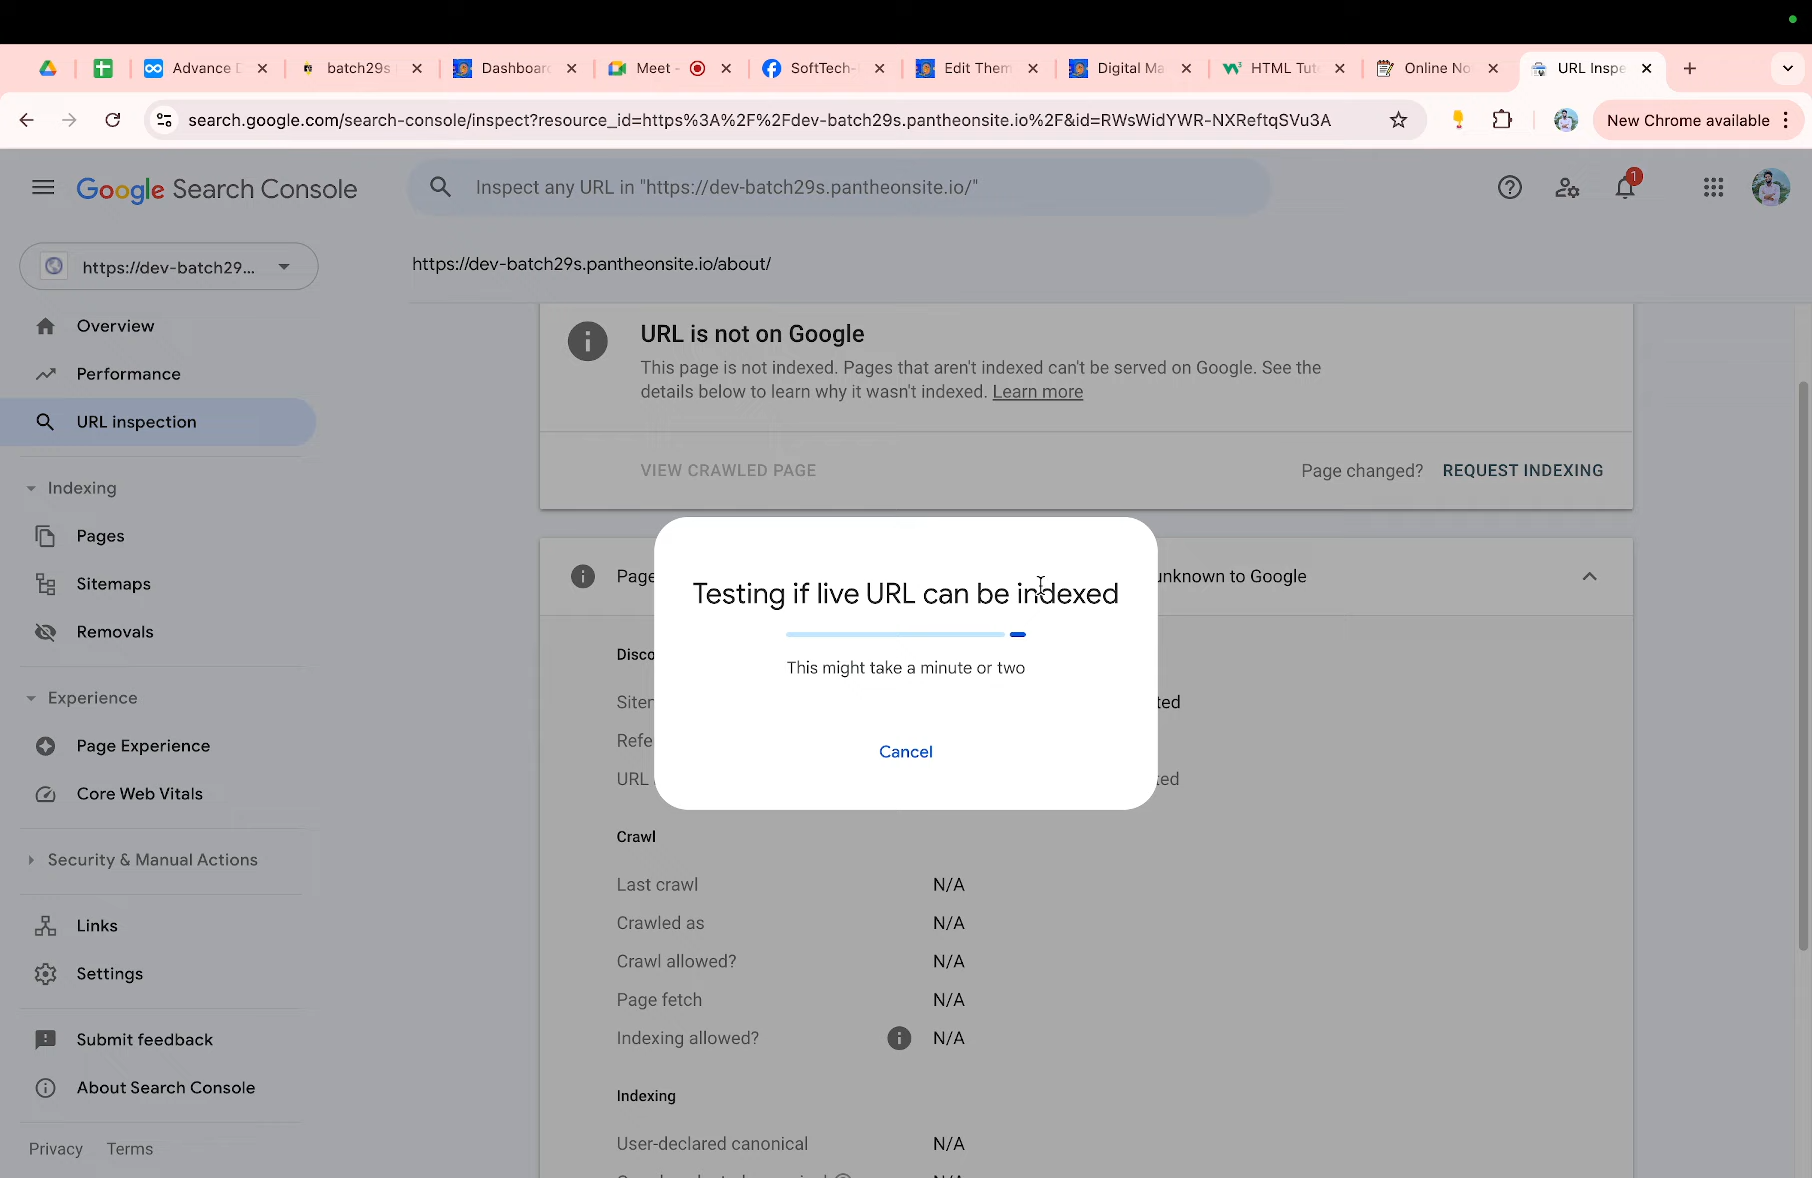 Advance D
batch29s
Dashboard
Meet -
SoftTech-
Edit Them
Digital Ma
HTML Tut
Online No
URL Inspe
search.google.com/search-console/inspect?resource_id=https%3A%2F%2Fdev-batch29s.pantheonsite.io%2F&id=RWsWidYWR-NXReftqSVu3A
New Chrome available
Google Search Console
Inspect any URL in "https://dev-batch29s.pantheonsite.io/"
1
https://dev-batch29...
https://dev-batch29s.pantheonsite.io/about/
Overview
Performance
URL inspection
Indexing
Pages
Sitemaps
Removals
Experience
Page Experience
Core Web Vitals
Security & Manual Actions
Links
Settings
Submit feedback
About Search Console
Privacy Terms
URL is not on Google
This page is not indexed. Pages that aren't indexed can't be served on Google. See the
details below to learn why it wasn't indexed. Learn more
VIEW CRAWLED PAGE
Page changed? REQUEST INDEXING
Page
unknown to Google
Testing if live URL can be indexed
This might take a minute or two
Cancel
Disco
Siten
ted
Refe
URL
ted
Crawl
Last crawl N/A
Crawled as N/A
Crawl allowed? N/A
Page fetch N/A
Indexing allowed? N/A
Indexing
User-declared canonical N/A